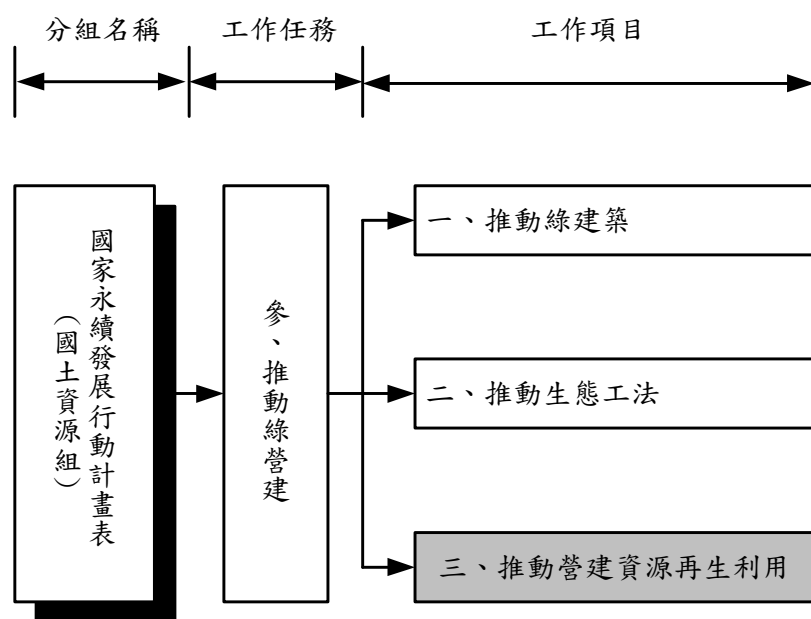 分組名稱
工作任務
工作項目
國家永續發展行動計畫表
（國土資源組）
參、推動綠營建
一、推動綠建築
二、推動生態工法
三、推動營建資源再生利用